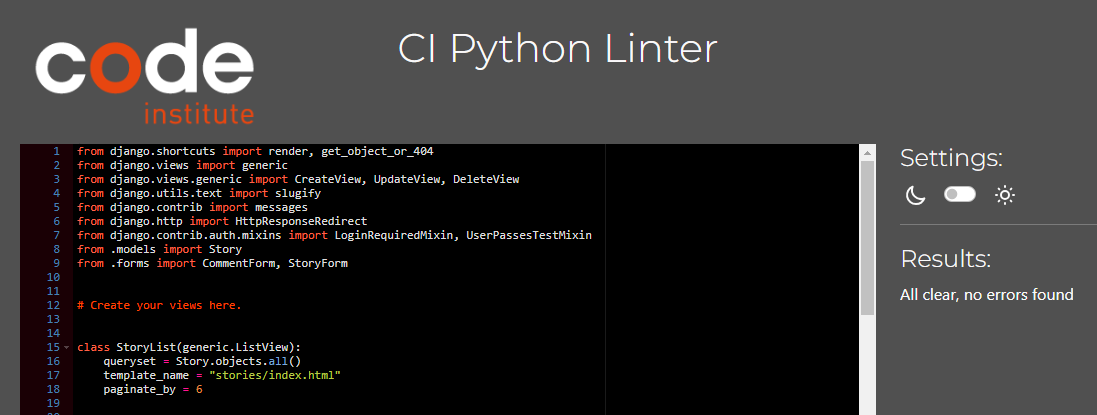 code
institute
CI Python Linter
1 from django.shortcuts import render, get_object_or_404
2 from django.views import generic
3 from django.views.generic import CreateView, UpdateView, DeleteView
4 from django.utils.text import slugify
5 from django.contrib import messages
6 from django.http import HttpResponseRedirect
7 from django.contrib.auth.mixins import LoginRequiredMixin, UserPassesTestMixin
8 from .models import Story
9 from .forms import CommentForm, StoryForm
10
11
12 # Create your views here.
13
14
15 class StoryList(generic.ListView):
16 queryset = Story.objects.all()
17 template_name = "stories/index.html"
18 paginate_by = 6
19
Settings:
Results:
All clear, no errors found